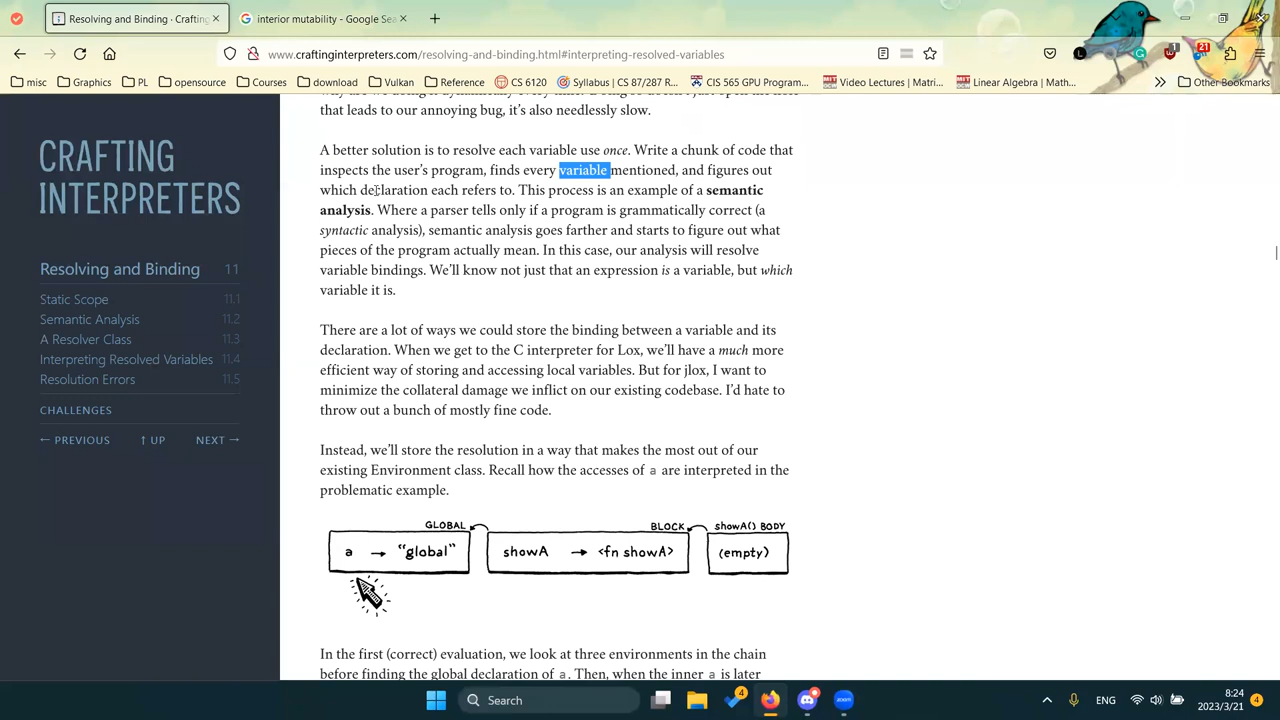 Resolving and Binding · Crafting
interior mutability - Google Sea
www.craftinginterpreters.com/resolving-and-binding.html#interpreting-resolved-variables
1
21
misc
Graphics
PL
opensource
Courses
download
Vulkan
Reference
CS 6120
Syllabus | CS 87/287 R...
CIS 565 GPU Program...
Video Lectures | Matri...
Linear Algebra | Math...
Other Bookmarks
that leads to our annoying bug, it's also needlessly slow.
A better solution is to resolve each variable use once. Write a chunk of code that
inspects the user's program, finds every variable mentioned, and figures out
which declaration each refers to. This process is an example of a semantic
analysis. Where a parser tells only if a program is grammatically correct (a
syntactic analysis), semantic analysis goes farther and starts to figure out what
pieces of the program actually mean. In this case, our analysis will resolve
variable bindings. We'll know not just that an expression is a variable, but which
variable it is.
There are a lot of ways we could store the binding between a variable and its
declaration. When we get to the C interpreter for Lox, we'll have a much more
efficient way of storing and accessing local variables. But for jlox, I want to
minimize the collateral damage we inflict on our existing codebase. I'd hate to
throw out a bunch of mostly fine code.
Instead, we'll store the resolution in a way that makes the most out of our
existing Environment class. Recall how the accesses of a are interpreted in the
problematic example.
GLOBAL
BLOCK
showA() BODY
a → "global"
showA → <fn showA>
(empty)
In the first (correct) evaluation, we look at three environments in the chain
before finding the global declaration of a. Then, when the inner a is later
CRAFTING
INTERPRETERS
Resolving and Binding 11
Static Scope 11.1
Semantic Analysis 11.2
A Resolver Class 11.3
Interpreting Resolved Variables 11.4
Resolution Errors 11.5
CHALLENGES
← PREVIOUS ↑ UP NEXT →
Search
4
ENG
8:24
2023/3/21
4